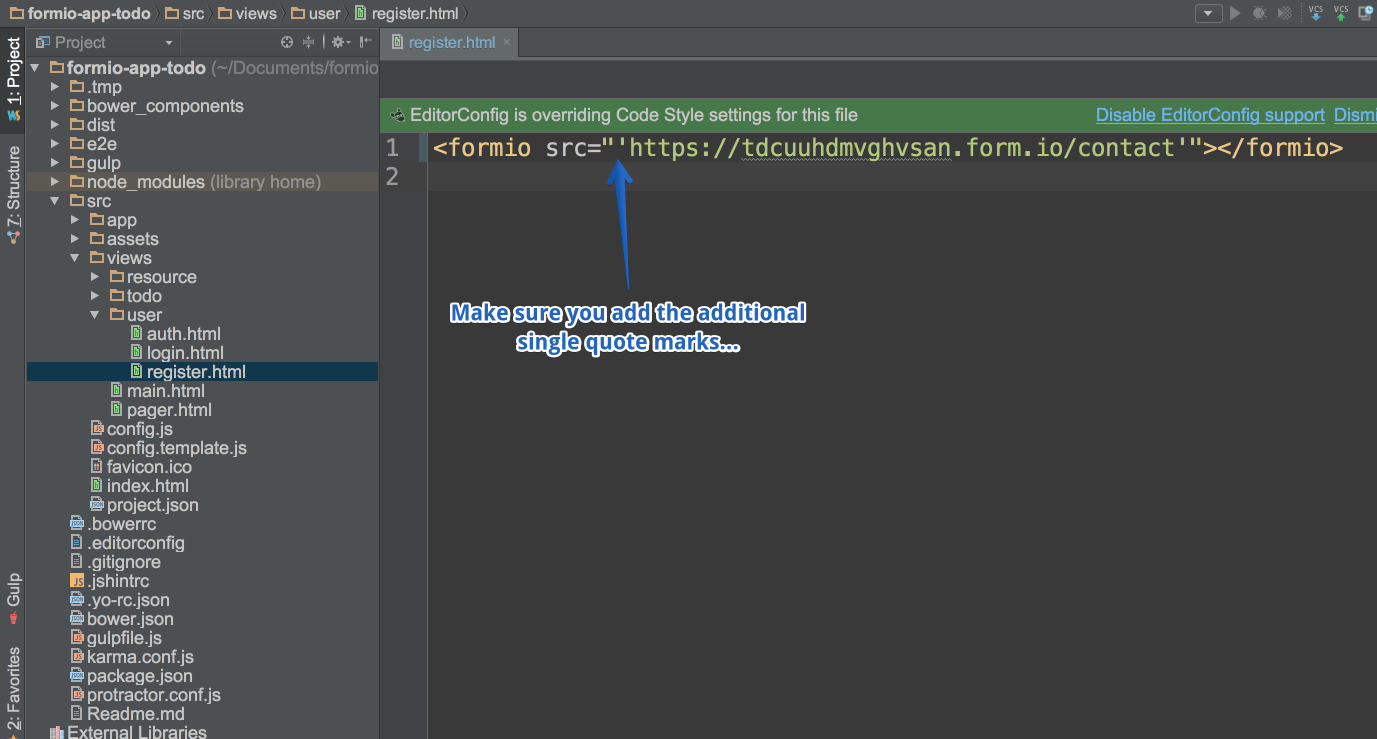 formio-app-todo src views user register.html
VCS VCS
1: Project
7: Structure
Gulp
2: Favorites
Project
formio-app-todo (~/Documents/formio
.tmp
bower_components
dist
e2e
gulp
node_modules (library home)
src
app
assets
views
resource
todo
user
auth.html
login.html
register.html
main.html
pager.html
config.js
config.template.js
favicon.ico
index.html
project.json
.bowerrc
.editorconfig
.gitignore
.jshintrc
.yo-rc.json
bower.json
gulpfile.js
karma.conf.js
package.json
protractor.conf.js
Readme.md
External Libraries
register.html
EditorConfig is overriding Code Style settings for this file Disable EditorConfig support Dismi
1 <formio src="'https://tdcuuhdmvghvsan.form.io/contact'"></formio>
2
Make sure you add the additional
single quote marks...